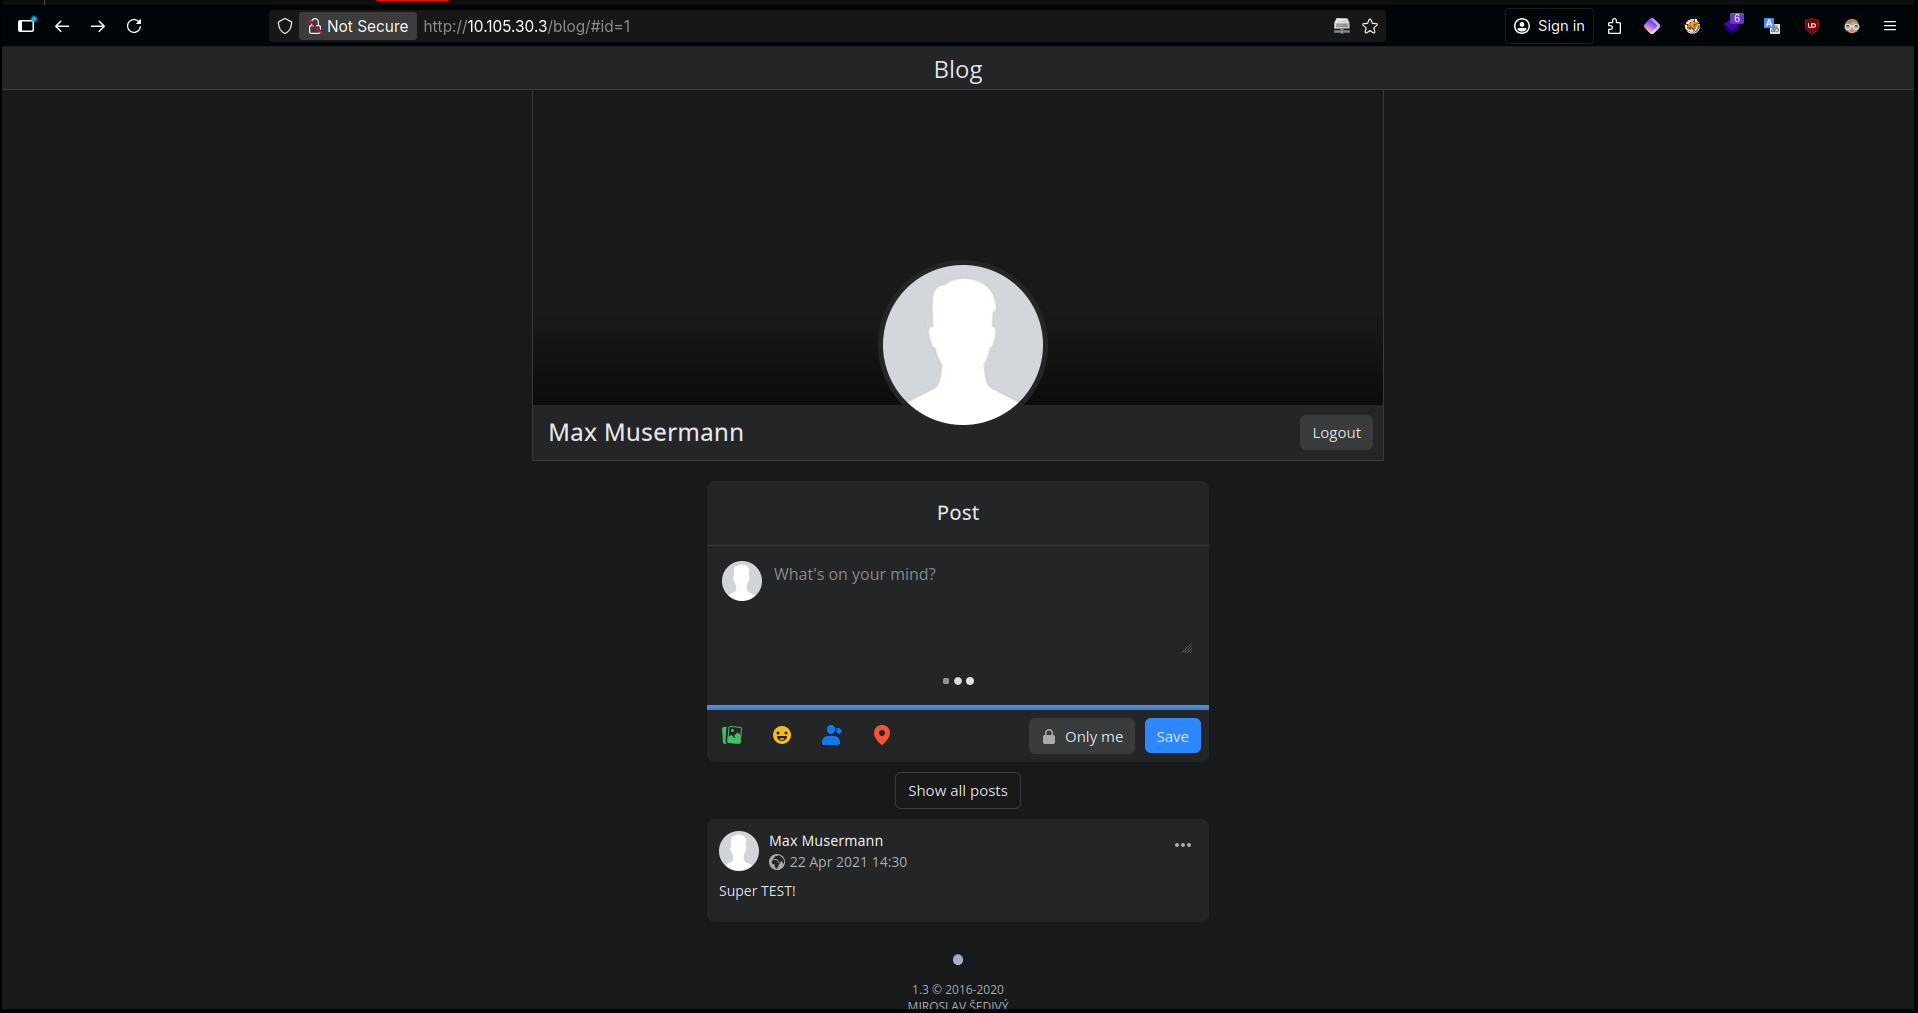 Not Secure http://10.105.30.3/blog/#id=1 Sign in 6
Blog
Max Musermann Logout
Post
What's on your mind?
Only me Save
Show all posts
Max Musermann
22 Apr 2021 14:30
Super TEST!
1.3 © 2016-2020
MIROSLAV ŠEDIVÝ